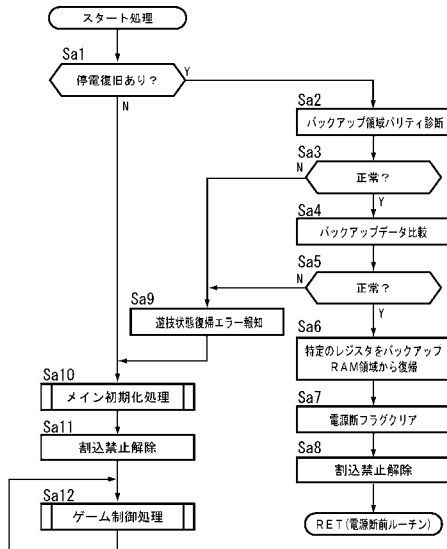 スタート処理
Sa1
停電復旧あり?
Y
N
Sa2
バックアップ領域パリティ診断
Sa3
N
正常?
Y
Sa4
バックアップデータ比較
Sa5
N
正常?
Y
Sa9
遊技状態復帰エラー報知
Sa6
特定のレジスタをバックアップ
RAM領域から復帰
Sa10
メイン初期化処理
Sa7
電源断フラグクリア
Sa11
割込禁止解除
Sa8
割込禁止解除
Sa12
ゲーム制御処理
RET(電源断前ルーチン)